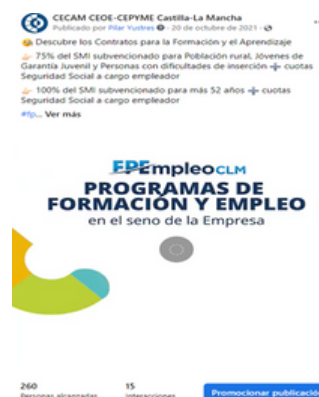 CECAM CEOE-CEPYME Castilla-La Mancha
Publicado por Pilar Yustres · 20 de octubre de 2021 ·
Descubre los Contratos para la Formación y el Aprendizaje
75% del SMI subvencionado para Población rural, Jóvenes de
Garantía Juvenil y Personas con dificultades de inserción ➕ cuotas
Seguridad Social a cargo empleador
100% del SMI subvencionado para más 52 años ➕ cuotas
Seguridad Social a cargo empleador
#fp... Ver más
FPEmpleoCLM
PROGRAMAS DE
FORMACIÓN Y EMPLEO
en el seno de la Empresa
260
Personas alcanzadas
15
Interacciones
Promocionar publicación